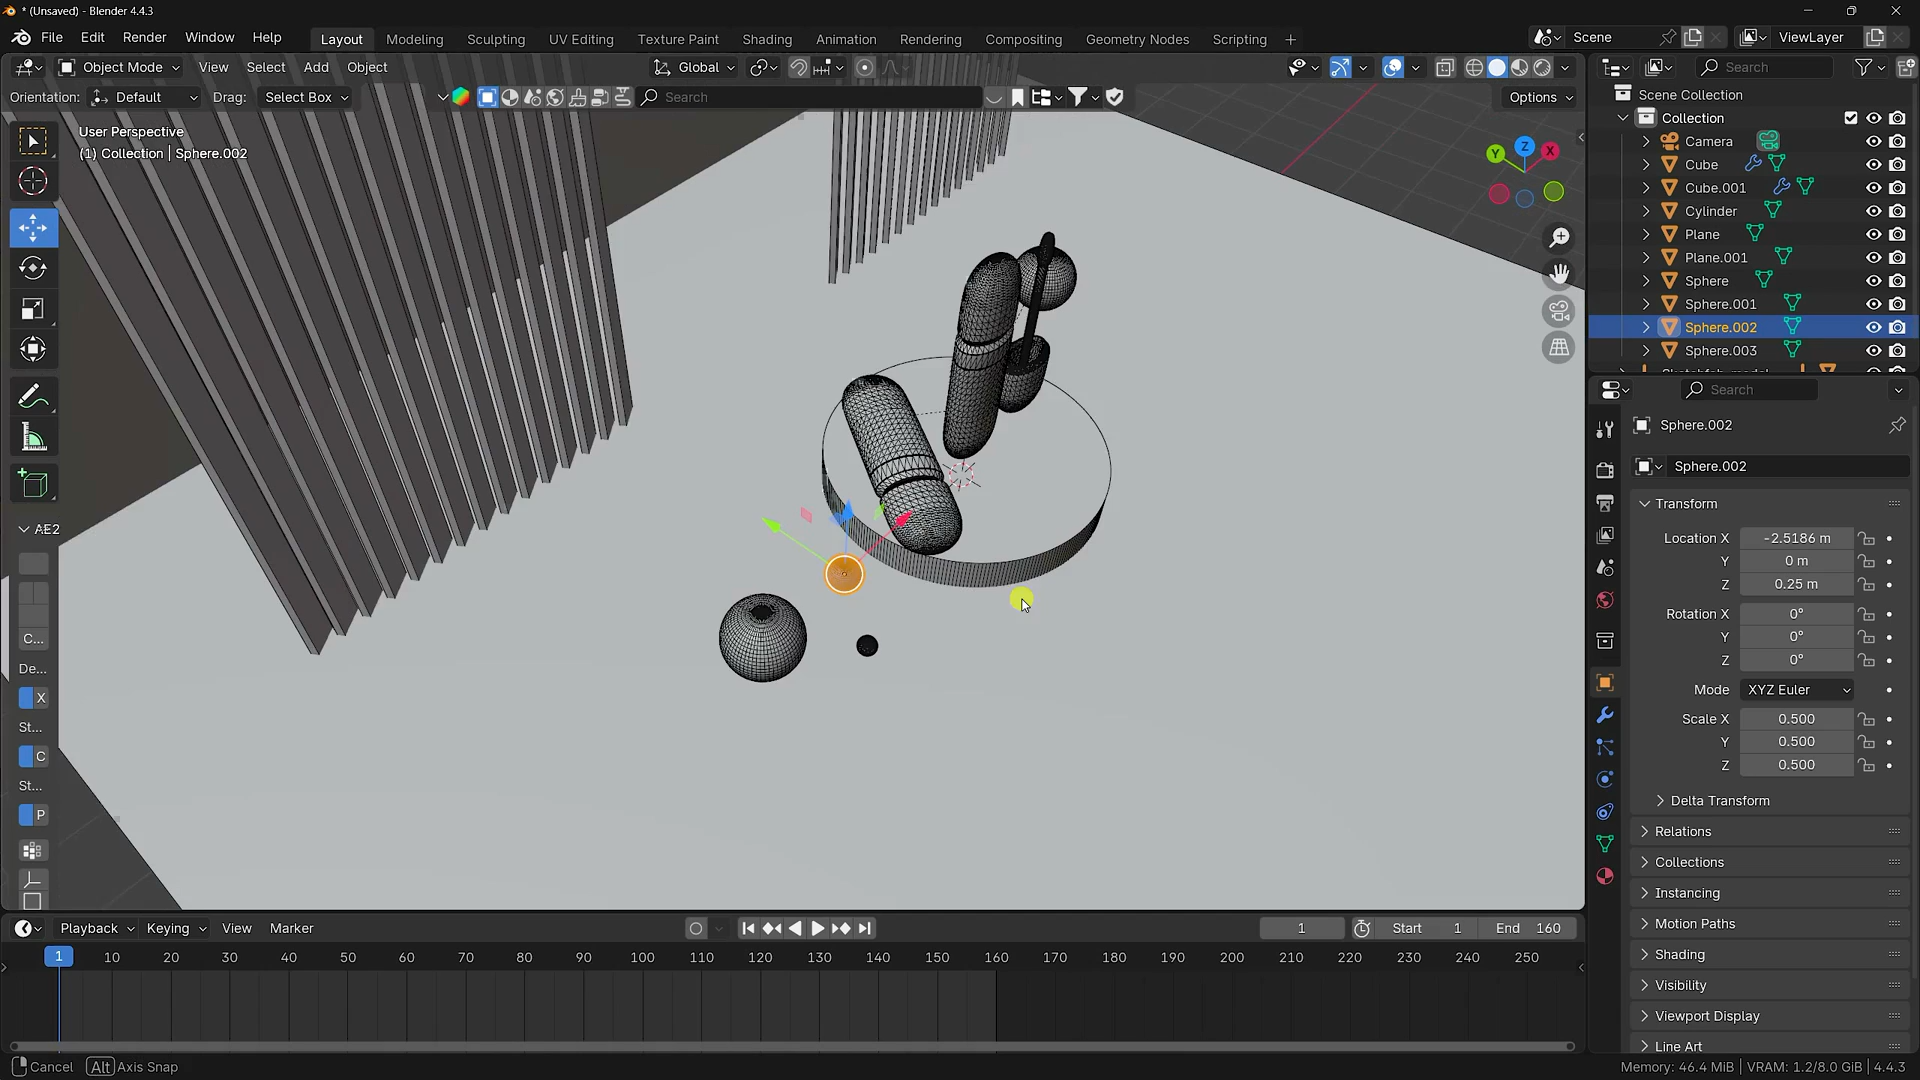 * (Unsaved) - Blender 4.4.3
File Edit Render Window Help
Layout Modeling Sculpting UV Editing Texture Paint Shading Animation Rendering Compositing Geometry Nodes Scripting +
Scene
ViewLayer
Object Mode View Select Add Object
Global
Search
Orientation: Default Drag: Select Box
Search
Options
User Perspective
(1) Collection | Sphere.002
Z
Y
X
Scene Collection
Collection
Camera
Cube
Cube.001
Cylinder
Plane
Plane.001
Sphere
Sphere.001
Sphere.002
Sphere.003
AE2
C...
De...
X
St...
C
St...
P
Search
Sphere.002
Sphere.002
Transform
Location X -2.5186 m
Y 0 m
Z 0.25 m
Rotation X 0°
Y 0°
Z 0°
Mode XYZ Euler
Scale X 0.500
Y 0.500
Z 0.500
Delta Transform
Relations
Collections
Instancing
Motion Paths
Shading
Visibility
Viewport Display
Line Art
Playback Keying View Marker
1
Start 1
End 160
1 10 20 30 40 50 60 70 80 90 100 110 120 130 140 150 160 170 180 190 200 210 220 230 240 250
Cancel Alt Axis Snap
Memory: 46.4 MiB | VRAM: 1.2/8.0 GiB | 4.4.3